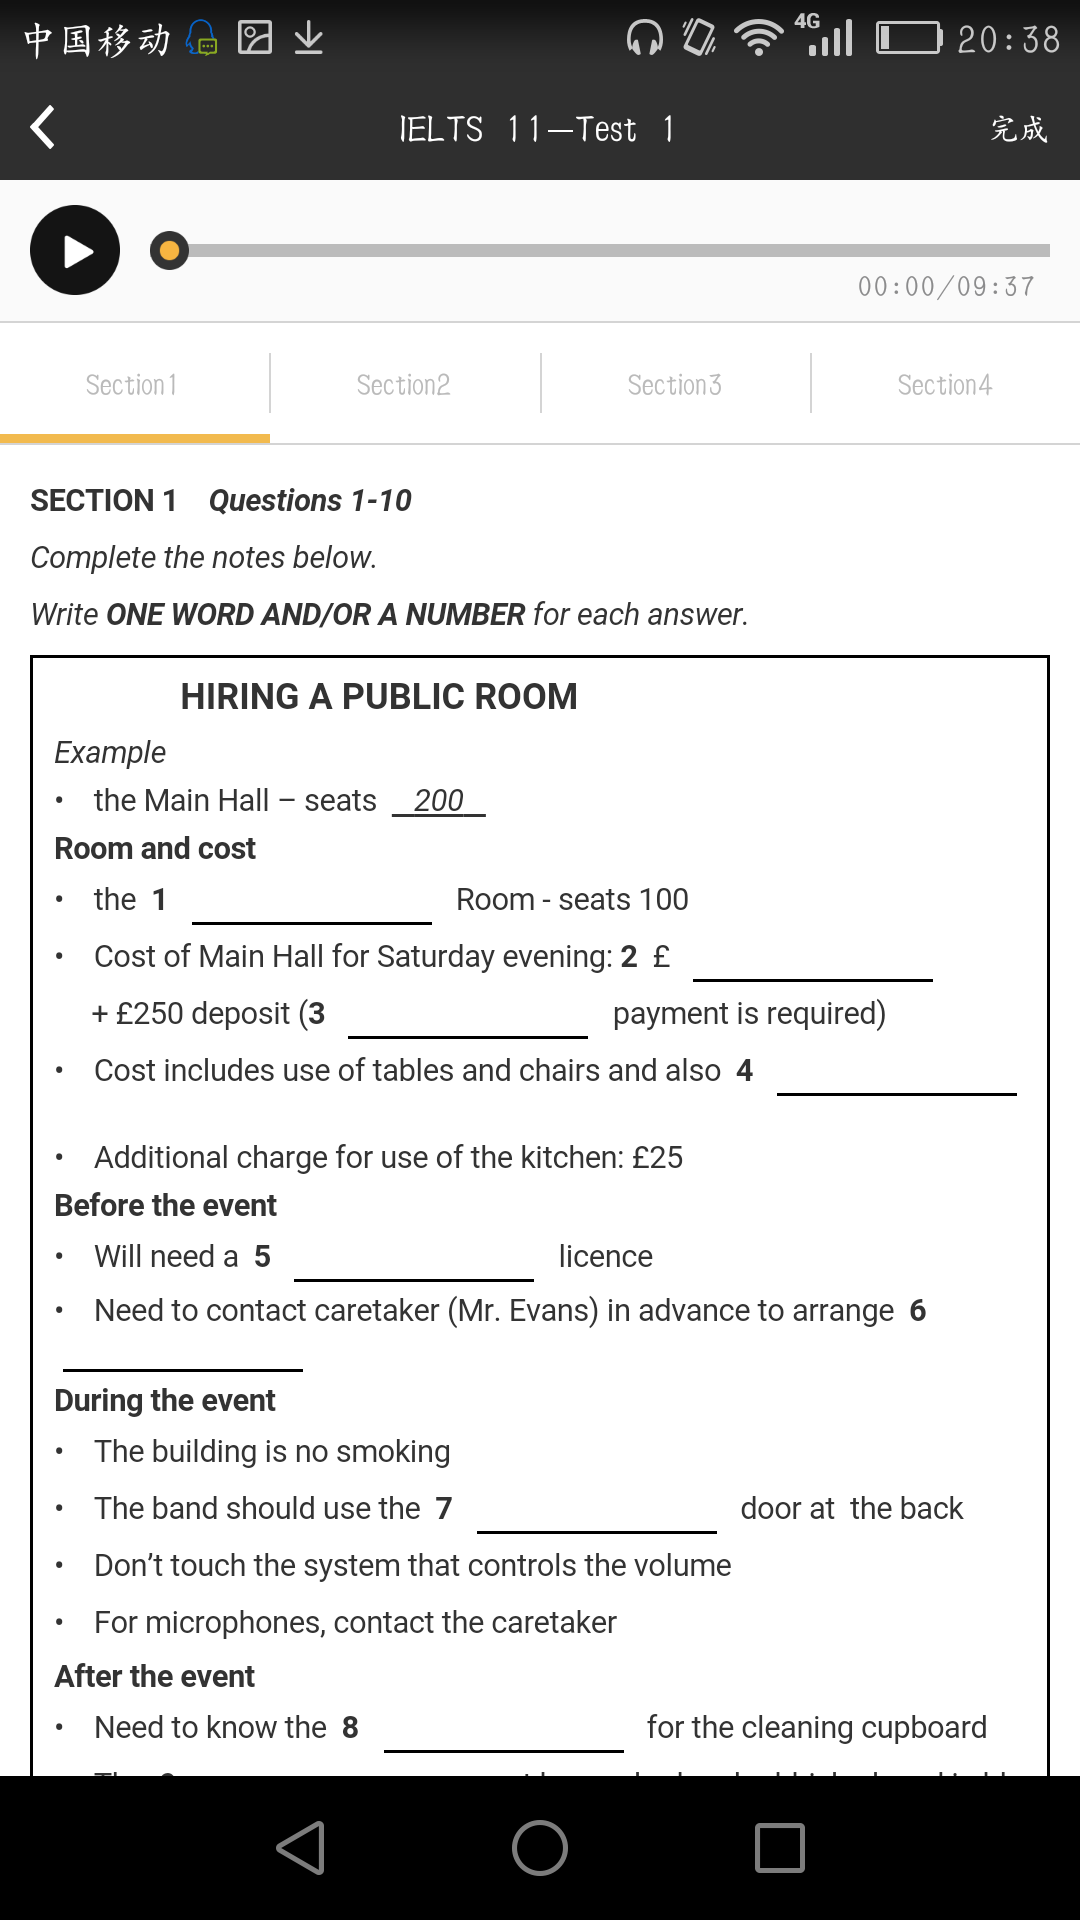 中国移动 4G 20:38
IELTS 11—Test 1 完成
00:00/09:37
Section1 Section2 Section3 Section4
SECTION 1 Questions 1-10
Complete the notes below.
Write ONE WORD AND/OR A NUMBER for each answer.
HIRING A PUBLIC ROOM
Example
• the Main Hall – seats 200
Room and cost
• the 1 Room - seats 100
• Cost of Main Hall for Saturday evening: 2 £
+ £250 deposit (3 payment is required)
• Cost includes use of tables and chairs and also 4
• Additional charge for use of the kitchen: £25
Before the event
• Will need a 5 licence
• Need to contact caretaker (Mr. Evans) in advance to arrange 6
During the event
• The building is no smoking
• The band should use the 7 door at the back
• Don’t touch the system that controls the volume
• For microphones, contact the caretaker
After the event
• Need to know the 8 for the cleaning cupboard